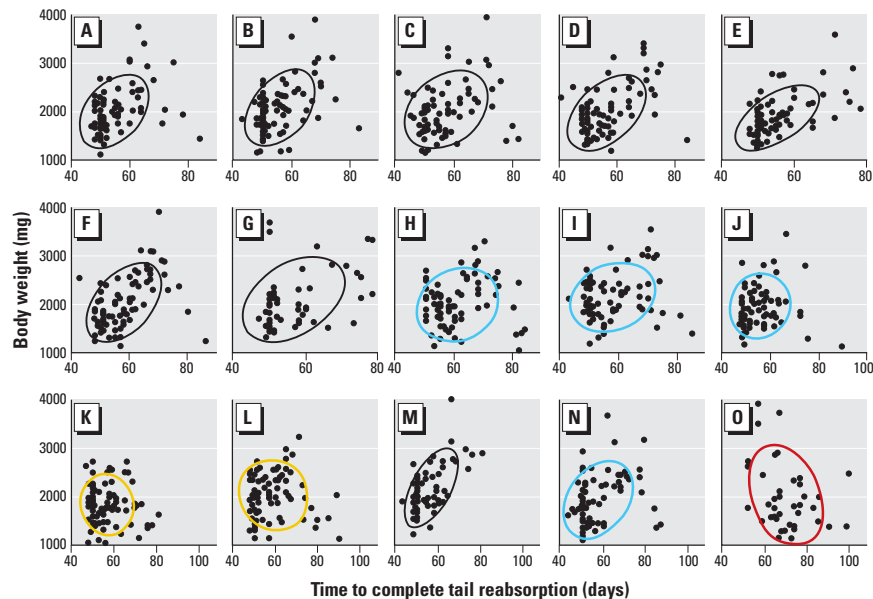 A B C D E
4000
3000
2000
1000
40 60 80 40 60 80 40 60 80 40 60 80 40 60 80
F G H I J
4000
3000
2000
1000
40 60 80 40 60 80 40 60 80 100 40 60 80 40 60 80 100
K L M N O
4000
3000
2000
1000
40 60 80 100 40 60 80 100 40 60 80 100 40 60 80 100 40 60 80 100
Body weight (mg)
Time to complete tail reabsorption (days)